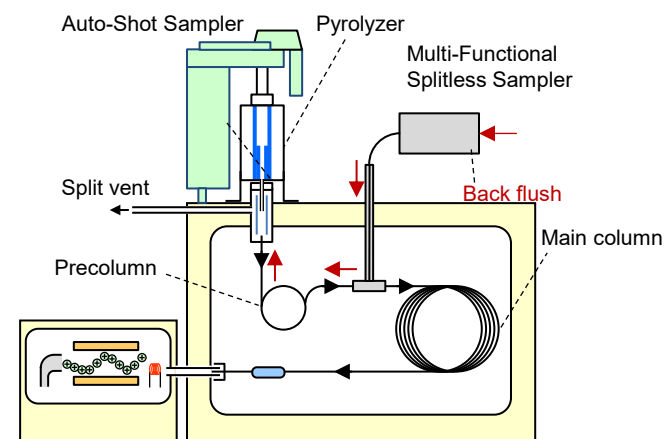 Auto-Shot Sampler
Pyrolyzer
Multi-Functional
Splitless Sampler
Split vent
Back flush
Main column
Precolumn